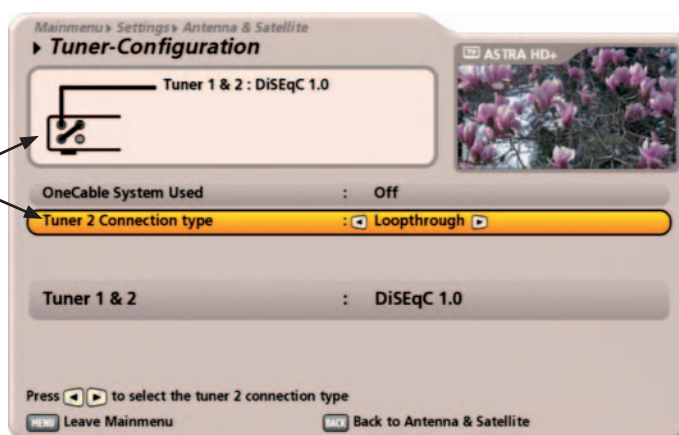 Mainmenu › Settings › Antenna & Satellite
Tuner-Configuration
TV ASTRA HD+
Tuner 1 & 2 : DiSEqC 1.0
OneCable System Used : Off
Tuner 2 Connection type : Loopthrough
Tuner 1 & 2 : DiSEqC 1.0
Press to select the tuner 2 connection type
MENU Leave Mainmenu BACK Back to Antenna & Satellite